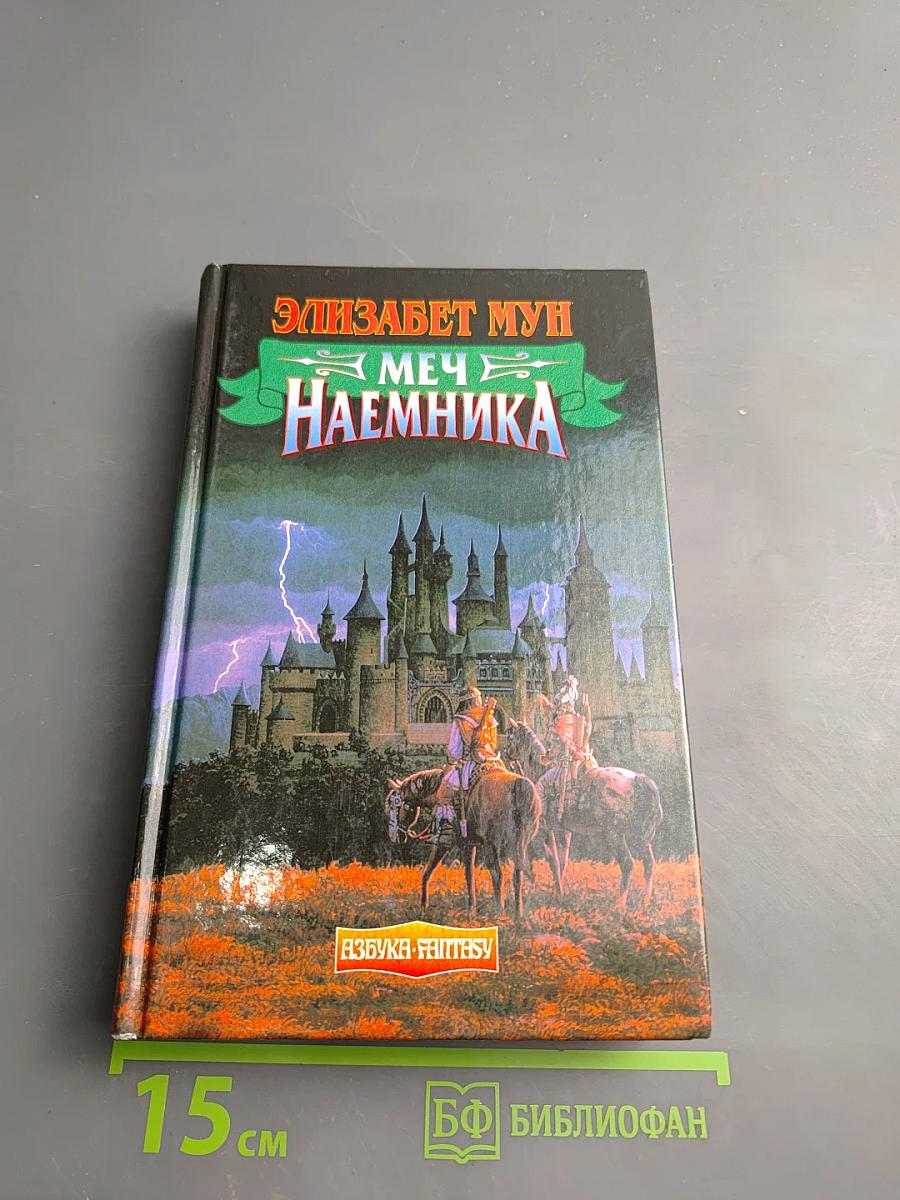 ЭЛИЗАБЕТ МУН
МЕЧ
НАЕМНИКА
АЗБУКА·FANTASY
15 см
БФ БИБЛИОФАН